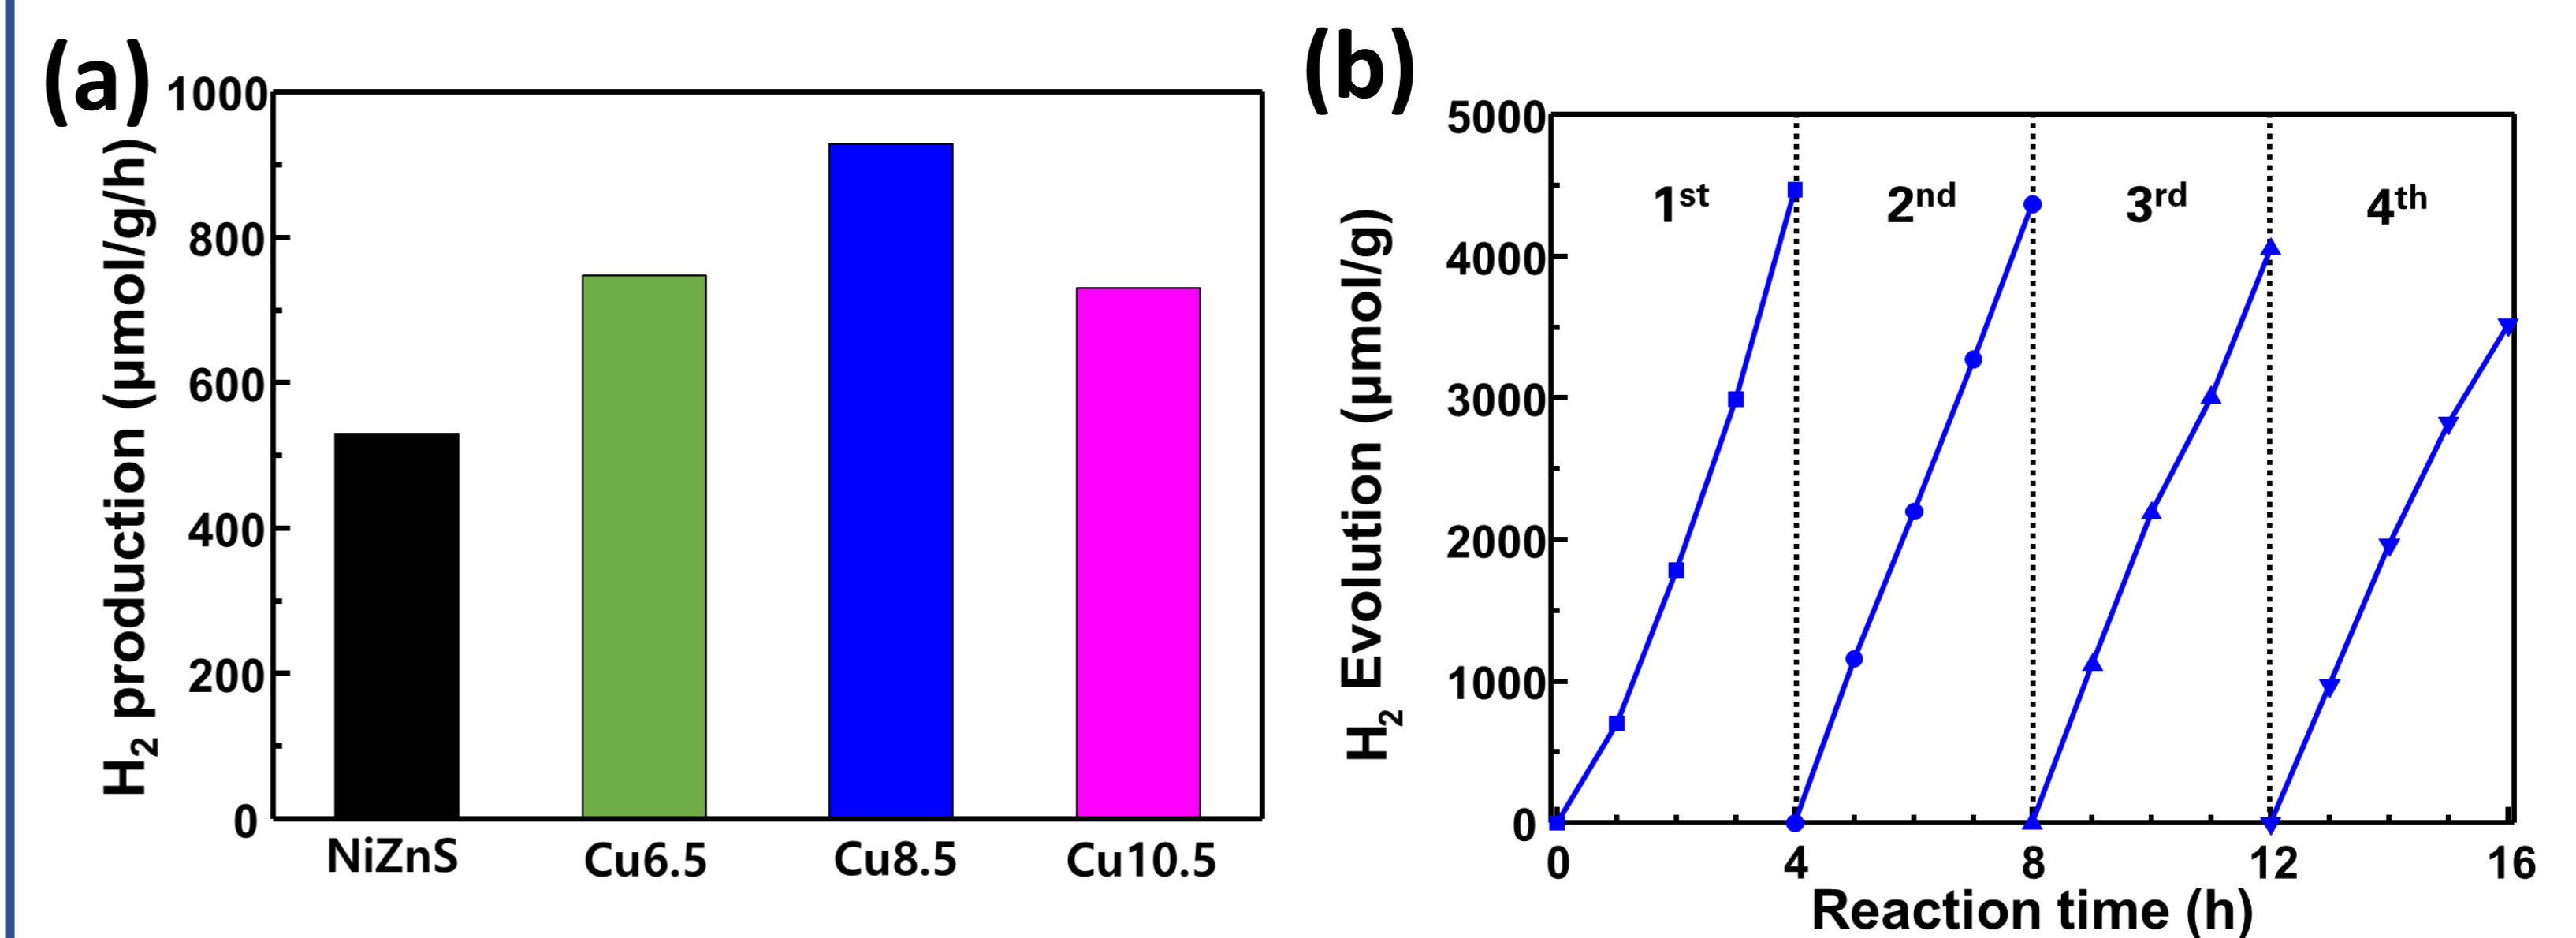 (a)
H₂ production (μmol/g/h)
1000
800
600
400
200
0
NiZnS Cu6.5 Cu8.5 Cu10.5
(b)
H₂ Evolution (μmol/g)
5000
4000
3000
2000
1000
0
1st 2nd 3rd 4th
0 4 8 12 16
Reaction time (h)